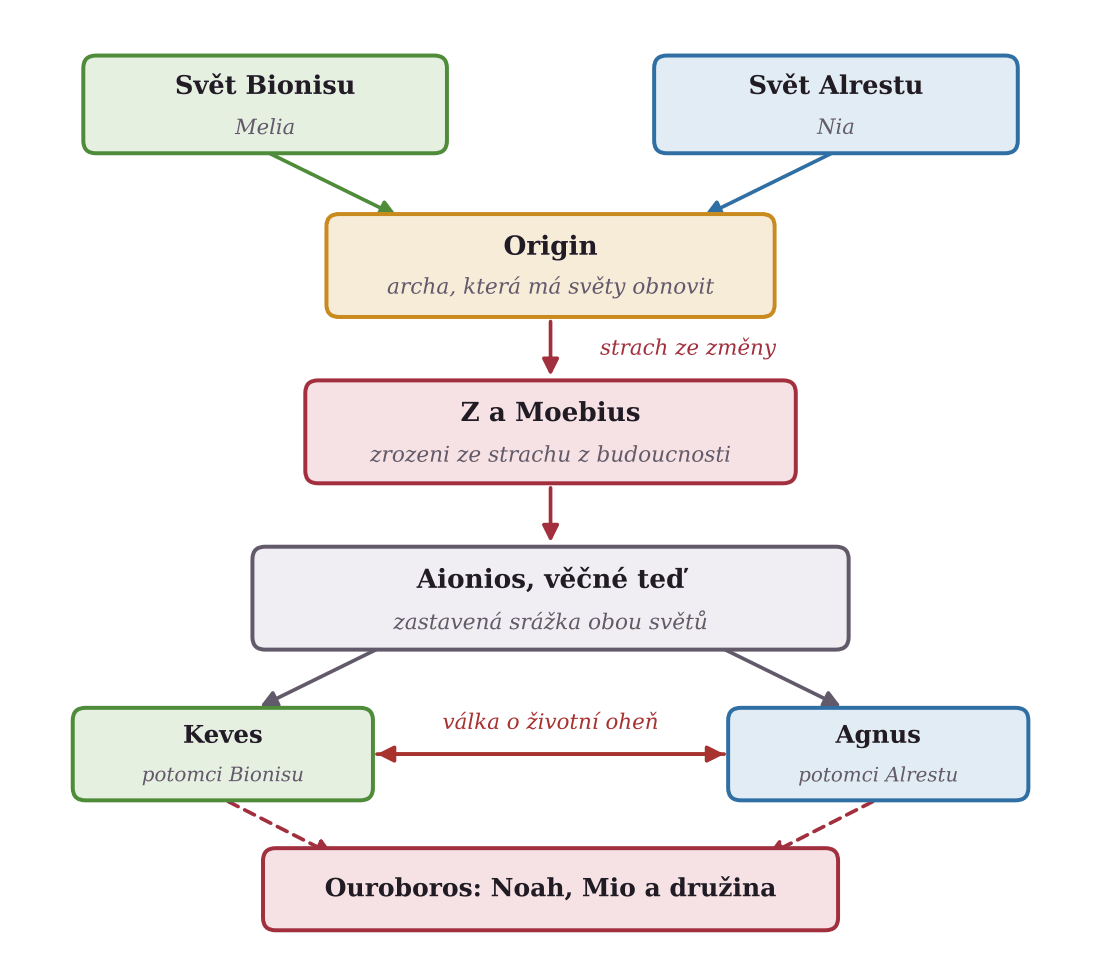 Svět Bionisu
Melia
Svět Alrestu
Nia
Origin
archa, která má světy obnovit
strach ze změny
Z a Moebius
zrozeni ze strachu z budoucnosti
Aionios, věčné teď
zastavená srážka obou světů
Keves
potomci Bionisu
válka o životní oheň
Agnus
potomci Alrestu
Ouroboros: Noah, Mio a družina